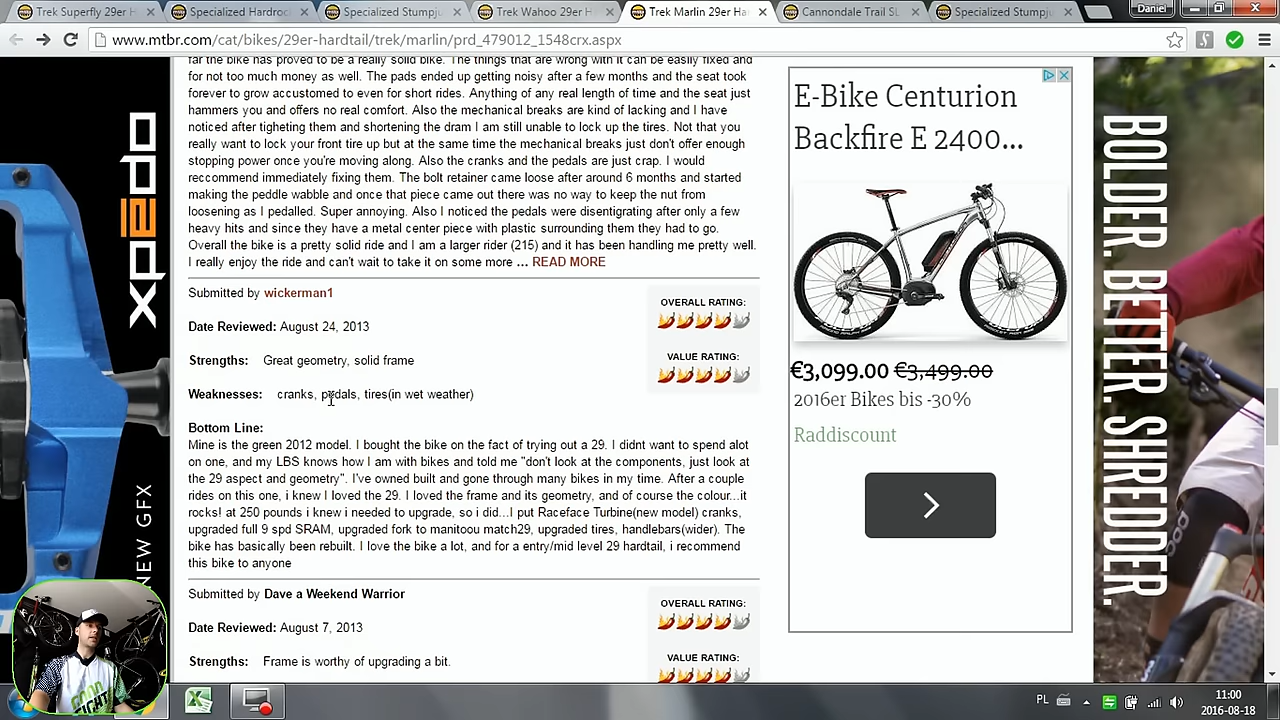 Trek Superfly 29er H
Specialized Hardroc
Specialized Stumpju
Trek Wahoo 29er H
Trek Marlin 29er Ha
Cannondale Trail SL
Specialized Stumpju
Daniel
www.mtbr.com/cat/bikes/29er-hardtail/trek/marlin/prd_479012_1548crx.aspx
far the bike has proved to be a really solid bike. The things that are wrong with it can be easily fixed and
for not too much money as well. The pads ended up getting noisy after a few months and the seat took
forever to grow accustomed to even for short rides. Anything of any real length of time and the seat just
hammers you and offers no real comfort. Also the mechanical breaks are kind of lacking and I have
noticed after tigheting them and shortening the dram I am still unable to lock up the tires. Not that you
really want to lock your front tire up but at the same time the mechanical breaks just don't offer enough
stopping power once you're moving along. Also the cranks and the pedals are just crap. I would
reccommend immediately fixing them. The bolt retainer came loose after around 6 months and started
making the peddle wabble and once the piece came out there was no way to keep the nut from
loosening as I pedalled. Super annoying. Also I noticed the pedals were disentigrating after only a few
heavy hits and since they have a metal center piece with plastic surrounding them they had to go.
Overall the bike is a pretty solid ride and I am a larger rider (215) and it has been handling me pretty well.
I really enjoy the ride and can't wait to take it on some more ... READ MORE
Submitted by wickerman1
Date Reviewed: August 24, 2013
Strengths: Great geometry, solid frame
Weaknesses: cranks, pedals, tires(in wet weather)
Bottom Line:
Mine is the green 2012 model. I bought the bike on the fact of trying out a 29. I didnt want to spend alot
on one, and my LBS knows how I am with bikes and told me "don't look at the components, just look at
the 29 aspect and geometry". I've owned built and gone through many bikes in my time. After a couple
rides on this one, i knew I loved the 29. I loved the frame and its geometry, and of course the colour...it
rocks! at 250 pounds i knew i needed to upgrade, so i did...I put Raceface Turbine(new model) cranks,
upgraded full 9 spd SRAM, upgraded fork to Manitou match29, upgraded bars handlebars(wider). The
bike has basically been rebuilt. I love the bike a lot, and for a entry/mid level 29 hardtail, i recommend
this bike to anyone
OVERALL RATING:
VALUE RATING:
Submitted by Dave a Weekend Warrior
Date Reviewed: August 7, 2013
Strengths: Frame is worthy of upgrading a bit.
OVERALL RATING:
VALUE RATING:
E-Bike Centurion
Backfire E 2400...
€3,099.00 €3,499.00
2016er Bikes bis -30%
Raddiscount
xpedo
NEW GFX
BOLDER. BETTER. SHREDDER.
PL
11:00
2016-08-18